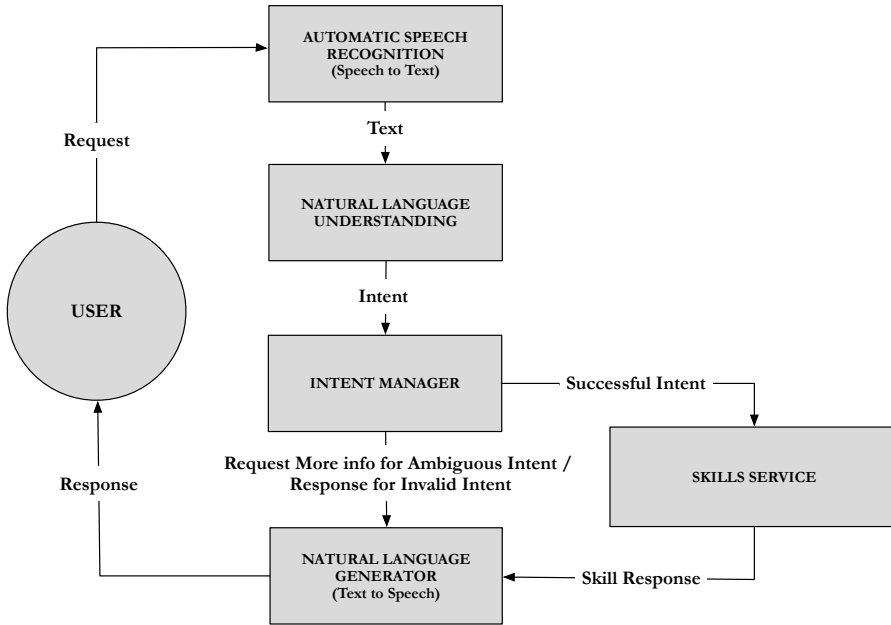 AUTOMATIC SPEECH
RECOGNITION
(Speech to Text)
Text
Request
NATURAL LANGUAGE
UNDERSTANDING
Intent
USER
INTENT MANAGER
Successful Intent
Request More info for Ambiguous Intent /
Response for Invalid Intent
SKILLS SERVICE
Response
NATURAL LANGUAGE
GENERATOR
(Text to Speech)
Skill Response